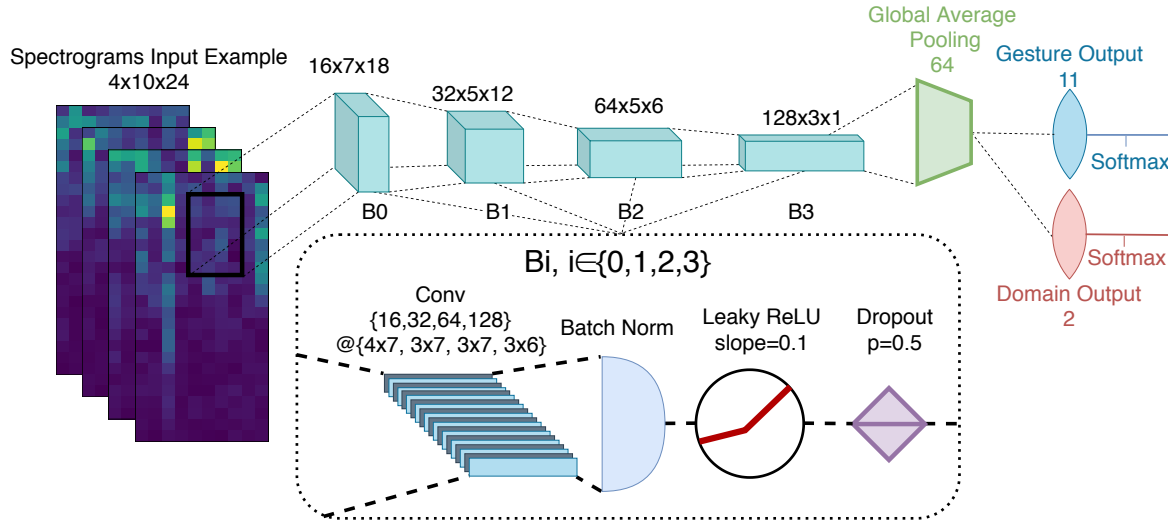 Spectrograms Input Example
4x10x24
16x7x18
32x5x12
64x5x6
128x3x1
Global Average
Pooling
64
Gesture Output
11
Softmax
Softmax
Domain Output
2
B0
B1
B2
B3
Bi, i∈{0,1,2,3}
Conv
{16,32,64,128}
@{4x7, 3x7, 3x7, 3x6}
Batch Norm
Leaky ReLU
slope=0.1
Dropout
p=0.5